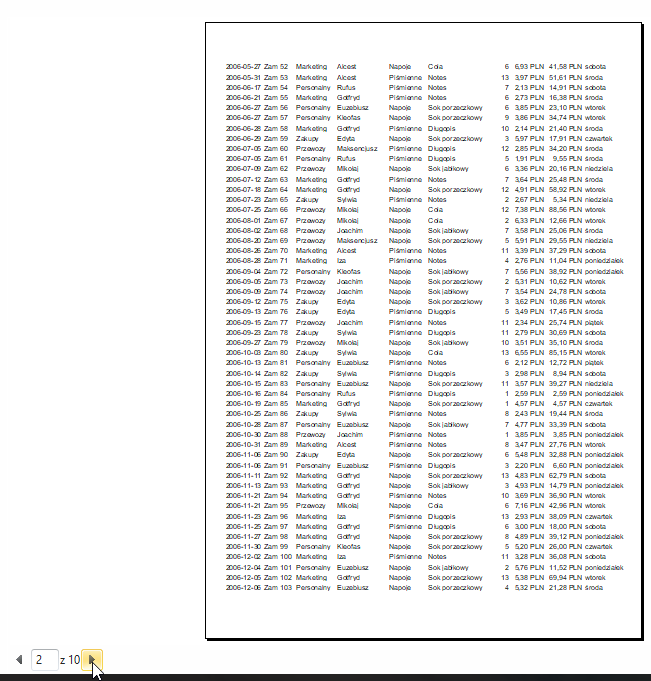 2006-05-27 Zam 52 Marketing Alcest Napoje Cola 6 6,93 PLN 41,58 PLN sobota
2006-05-31 Zam 53 Marketing Alcest Piśmienne Notes 13 3,97 PLN 51,61 PLN środa
2006-06-17 Zam 54 Personalny Rufus Piśmienne Notes 7 2,13 PLN 14,91 PLN sobota
2006-06-21 Zam 55 Marketing Gotfryd Piśmienne Notes 6 2,73 PLN 16,38 PLN środa
2006-06-27 Zam 56 Personalny Euzebiusz Napoje Sok porzeczkowy 6 3,85 PLN 23,10 PLN wtorek
2006-06-27 Zam 57 Personalny Kleofas Napoje Sok porzeczkowy 9 3,86 PLN 34,74 PLN wtorek
2006-06-28 Zam 58 Marketing Gotfryd Piśmienne Długopis 10 2,14 PLN 21,40 PLN środa
2006-06-29 Zam 59 Zakupy Edyta Napoje Sok porzeczkowy 3 5,97 PLN 17,91 PLN czwartek
2006-07-05 Zam 60 Przewozy Maksencjusz Piśmienne Długopis 12 2,85 PLN 34,20 PLN środa
2006-07-05 Zam 61 Personalny Rufus Piśmienne Długopis 5 1,91 PLN 9,55 PLN środa
2006-07-09 Zam 62 Przewozy Mikołaj Napoje Sok jabłkowy 6 3,36 PLN 20,16 PLN niedziela
2006-07-12 Zam 63 Marketing Gotfryd Piśmienne Notes 7 3,64 PLN 25,48 PLN środa
2006-07-18 Zam 64 Marketing Gotfryd Napoje Sok porzeczkowy 12 4,91 PLN 58,92 PLN wtorek
2006-07-23 Zam 65 Zakupy Sylwia Piśmienne Notes 2 2,67 PLN 5,34 PLN niedziela
2006-07-25 Zam 66 Przewozy Mikołaj Napoje Cola 12 7,38 PLN 88,56 PLN wtorek
2006-08-01 Zam 67 Przewozy Mikołaj Napoje Cola 2 6,33 PLN 12,66 PLN wtorek
2006-08-02 Zam 68 Przewozy Joachim Napoje Sok jabłkowy 7 3,58 PLN 25,06 PLN środa
2006-08-20 Zam 69 Przewozy Maksencjusz Napoje Sok porzeczkowy 5 5,91 PLN 29,55 PLN niedziela
2006-08-26 Zam 70 Marketing Alcest Piśmienne Notes 11 3,39 PLN 37,29 PLN sobota
2006-08-28 Zam 71 Marketing Iza Piśmienne Notes 4 2,76 PLN 11,04 PLN poniedziałek
2006-09-04 Zam 72 Personalny Kleofas Napoje Sok jabłkowy 7 5,56 PLN 38,92 PLN poniedziałek
2006-09-05 Zam 73 Przewozy Joachim Napoje Sok porzeczkowy 2 5,31 PLN 10,62 PLN wtorek
2006-09-09 Zam 74 Przewozy Joachim Napoje Sok jabłkowy 7 3,54 PLN 24,78 PLN sobota
2006-09-12 Zam 75 Zakupy Edyta Napoje Sok porzeczkowy 3 3,62 PLN 10,86 PLN wtorek
2006-09-13 Zam 76 Zakupy Edyta Piśmienne Długopis 5 3,49 PLN 17,45 PLN środa
2006-09-15 Zam 77 Przewozy Joachim Piśmienne Notes 11 2,34 PLN 25,74 PLN piątek
2006-09-23 Zam 78 Zakupy Sylwia Piśmienne Długopis 11 2,79 PLN 30,69 PLN sobota
2006-09-27 Zam 79 Przewozy Mikołaj Napoje Sok jabłkowy 10 3,51 PLN 35,10 PLN środa
2006-10-03 Zam 80 Zakupy Sylwia Napoje Cola 13 6,55 PLN 85,15 PLN wtorek
2006-10-13 Zam 81 Personalny Euzebiusz Piśmienne Notes 6 2,12 PLN 12,72 PLN piątek
2006-10-14 Zam 82 Zakupy Sylwia Piśmienne Długopis 3 2,98 PLN 8,94 PLN sobota
2006-10-15 Zam 83 Personalny Euzebiusz Napoje Sok porzeczkowy 11 3,57 PLN 39,27 PLN niedziela
2006-10-16 Zam 84 Personalny Rufus Piśmienne Długopis 1 2,59 PLN 2,59 PLN poniedziałek
2006-10-19 Zam 85 Marketing Gotfryd Napoje Sok porzeczkowy 1 4,57 PLN 4,57 PLN czwartek
2006-10-25 Zam 86 Zakupy Sylwia Piśmienne Notes 8 2,43 PLN 19,44 PLN środa
2006-10-28 Zam 87 Personalny Euzebiusz Napoje Sok jabłkowy 7 4,77 PLN 33,39 PLN sobota
2006-10-30 Zam 88 Przewozy Joachim Piśmienne Notes 1 3,85 PLN 3,85 PLN poniedziałek
2006-10-31 Zam 89 Marketing Alcest Piśmienne Notes 8 3,47 PLN 27,76 PLN wtorek
2006-11-06 Zam 90 Zakupy Edyta Napoje Sok porzeczkowy 6 5,48 PLN 32,88 PLN poniedziałek
2006-11-06 Zam 91 Personalny Euzebiusz Piśmienne Długopis 3 2,20 PLN 6,60 PLN poniedziałek
2006-11-11 Zam 92 Marketing Gotfryd Napoje Sok porzeczkowy 13 4,83 PLN 62,79 PLN sobota
2006-11-13 Zam 93 Marketing Gotfryd Napoje Sok jabłkowy 3 4,93 PLN 14,79 PLN poniedziałek
2006-11-21 Zam 94 Marketing Gotfryd Piśmienne Notes 10 3,69 PLN 36,90 PLN wtorek
2006-11-21 Zam 95 Przewozy Mikołaj Napoje Cola 6 7,16 PLN 42,96 PLN wtorek
2006-11-25 Zam 96 Marketing Iza Piśmienne Długopis 13 2,93 PLN 38,09 PLN sobota
2006-11-25 Zam 97 Marketing Gotfryd Piśmienne Długopis 6 3,00 PLN 18,00 PLN sobota
2006-11-27 Zam 98 Marketing Gotfryd Napoje Sok porzeczkowy 8 4,89 PLN 39,12 PLN poniedziałek
2006-11-30 Zam 99 Personalny Kleofas Napoje Sok porzeczkowy 5 5,20 PLN 26,00 PLN czwartek
2006-12-02 Zam 100 Marketing Iza Piśmienne Notes 11 3,28 PLN 36,08 PLN sobota
2006-12-04 Zam 101 Personalny Euzebiusz Napoje Sok jabłkowy 2 5,76 PLN 11,52 PLN poniedziałek
2006-12-05 Zam 102 Marketing Gotfryd Napoje Sok porzeczkowy 13 5,38 PLN 69,94 PLN wtorek
2006-12-06 Zam 103 Personalny Euzebiusz Napoje Sok porzeczkowy 4 5,32 PLN 21,28 PLN środa
2 z 10